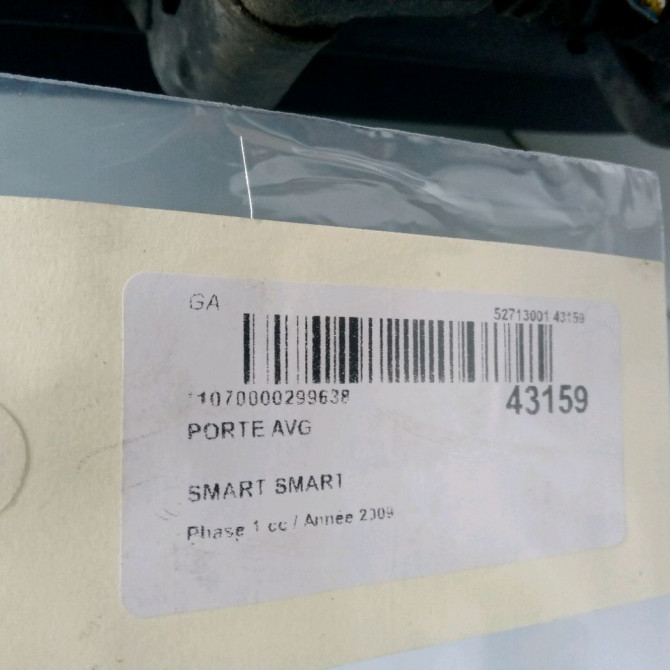 GA
52713001 43159
*1070000299638
43159
PORTE AVG
SMART SMART
Phase 1 cc / Année 2009